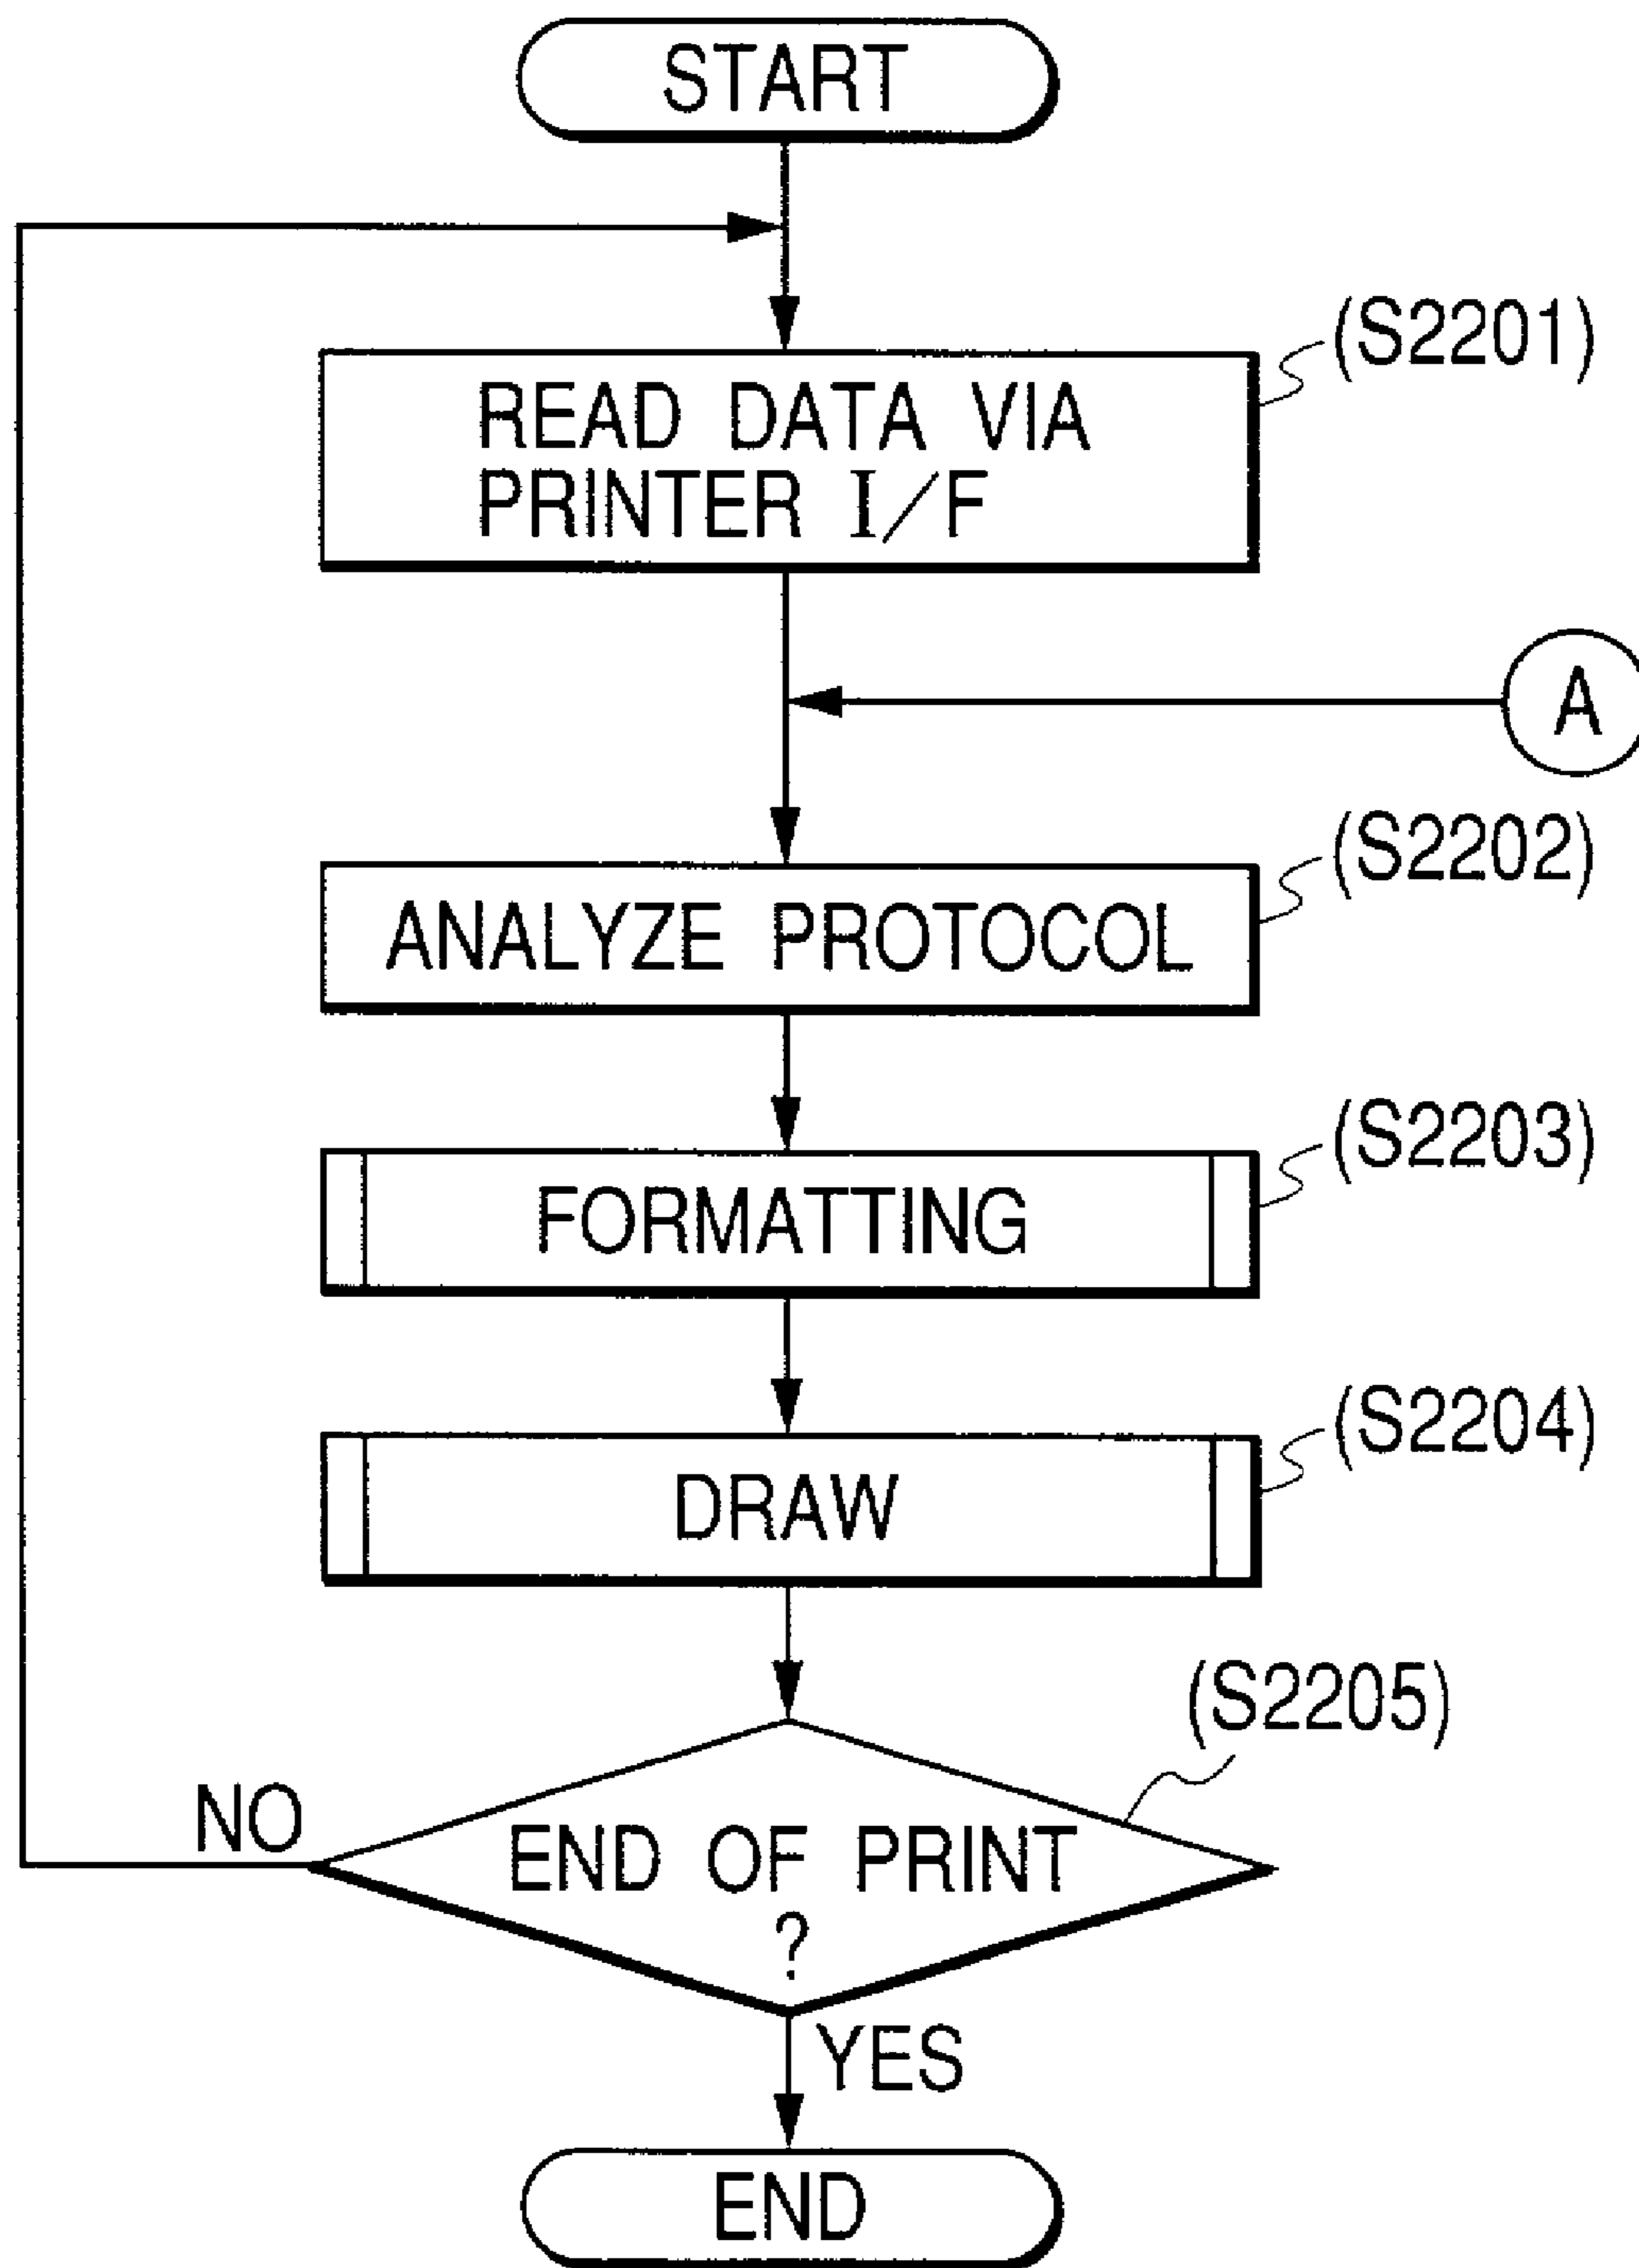 START
(S2201)
READ DATA VIA
PRINTER I/F
A
(S2202)
ANALYZE PROTOCOL
(S2203)
FORMATTING
(S2204)
DRAW
(S2205)
NO
END OF PRINT
?
YES
END